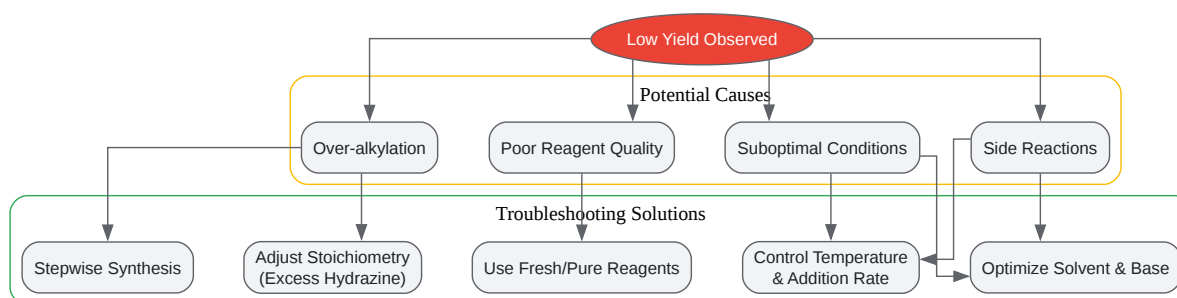 Low Yield Observed
Potential Causes
Over-alkylation
Poor Reagent Quality
Suboptimal Conditions
Side Reactions
Troubleshooting Solutions
Stepwise Synthesis
Adjust Stoichiometry
(Excess Hydrazine)
Use Fresh/Pure Reagents
Control Temperature
& Addition Rate
Optimize Solvent & Base